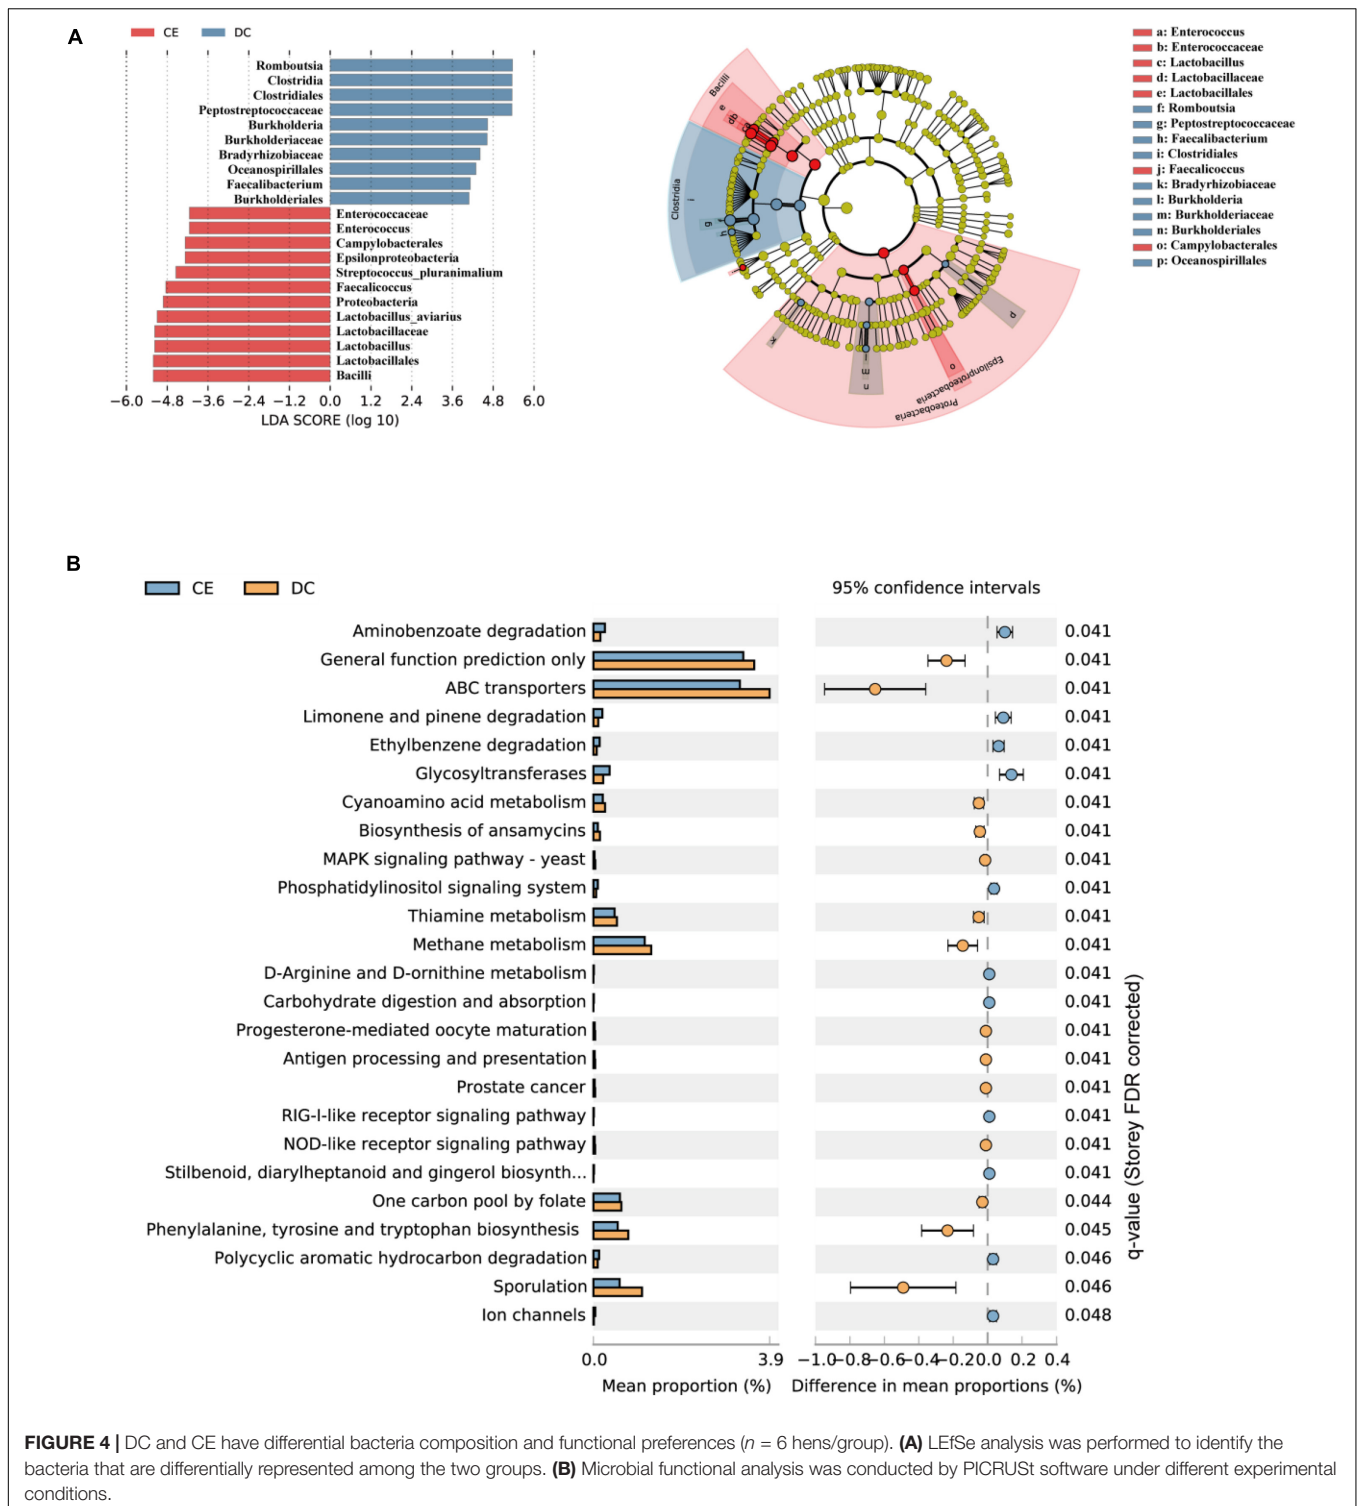 A
CE DC
Romboutsia
Clostridia
Clostridiales
Peptostreptococcaceae
Burkholderia
Burkholderiaceae
Bradyrhizobiaceae
Oceanospirillales
Faecalibacterium
Burkholderiales
Enterococcaceae
Enterococcus
Campylobacterales
Epsilonproteobacteria
Streptococcus_pluranimalium
Faecalicoccus
Proteobacteria
Lactobacillus_aviarius
Lactobacillaceae
Lactobacillus
Lactobacillales
Bacilli
−6.0 −4.8 −3.6 −2.4 −1.2 0.0 1.2 2.4 3.6 4.8 6.0
LDA SCORE (log 10)
Bacilli
e
db
Clostridia
i
g
f
h
k
l
m
n
o
p
Epsilonproteobacteria
Proteobacteria
a: Enterococcus
b: Enterococcaceae
c: Lactobacillus
d: Lactobacillaceae
e: Lactobacillales
f: Romboutsia
g: Peptostreptococcaceae
h: Faecalibacterium
i: Clostridiales
j: Faecalicoccus
k: Bradyrhizobiaceae
l: Burkholderia
m: Burkholderiaceae
n: Burkholderiales
o: Campylobacterales
p: Oceanospirillales
B
CE DC
95% confidence intervals
Aminobenzoate degradation 0.041
General function prediction only 0.041
ABC transporters 0.041
Limonene and pinene degradation 0.041
Ethylbenzene degradation 0.041
Glycosyltransferases 0.041
Cyanoamino acid metabolism 0.041
Biosynthesis of ansamycins 0.041
MAPK signaling pathway - yeast 0.041
Phosphatidylinositol signaling system 0.041
Thiamine metabolism 0.041
Methane metabolism 0.041
D-Arginine and D-ornithine metabolism 0.041
Carbohydrate digestion and absorption 0.041
Progesterone-mediated oocyte maturation 0.041
Antigen processing and presentation 0.041
Prostate cancer 0.041
RIG-I-like receptor signaling pathway 0.041
NOD-like receptor signaling pathway 0.041
Stilbenoid, diarylheptanoid and gingerol biosynth... 0.041
One carbon pool by folate 0.044
Phenylalanine, tyrosine and tryptophan biosynthesis 0.045
Polycyclic aromatic hydrocarbon degradation 0.046
Sporulation 0.046
Ion channels 0.048
q-value (Storey FDR corrected)
0.0 3.9 −1.0−0.8−0.6−0.4−0.20.0 0.2 0.4
Mean proportion (%) Difference in mean proportions (%)
FIGURE 4 | DC and CE have differential bacteria composition and functional preferences (n = 6 hens/group). (A) LEfSe analysis was performed to identify the
bacteria that are differentially represented among the two groups. (B) Microbial functional analysis was conducted by PICRUSt software under different experimental
conditions.